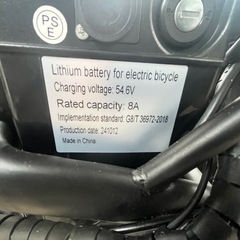 PS
E
Lithium battery for electric bicycle
Charging voltage: 54.6V
Rated capacity: 8A
Implementation standard: GB/T 36972-2018
Production date: 241012
Made in China